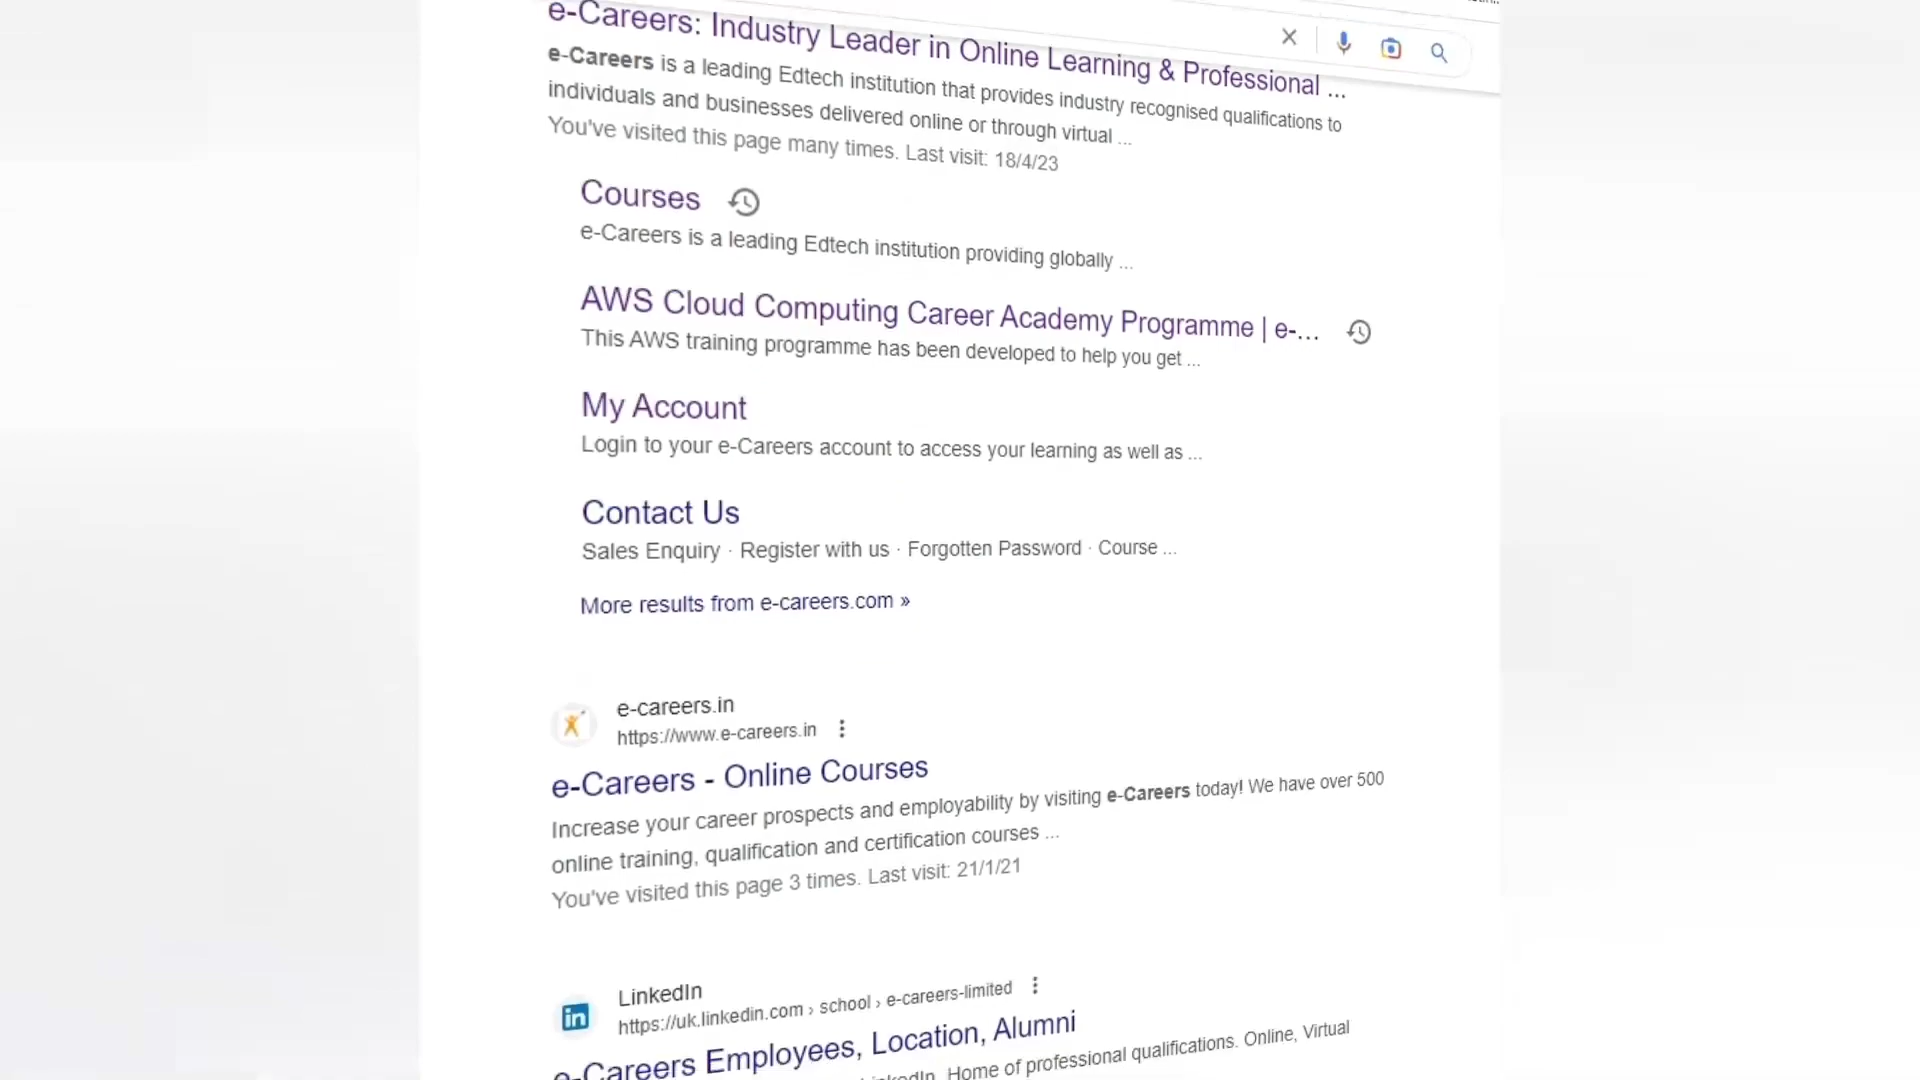 e-Careers: Industry Leader in Online Learning & Professional ...
e-Careers is a leading Edtech institution that provides industry recognised qualifications to
individuals and businesses delivered online or through virtual ...
You've visited this page many times. Last visit: 18/4/23
Courses
e-Careers is a leading Edtech institution providing globally ...
AWS Cloud Computing Career Academy Programme | e-...
This AWS training programme has been developed to help you get ...
My Account
Login to your e-Careers account to access your learning as well as ...
Contact Us
Sales Enquiry · Register with us · Forgotten Password · Course ...
More results from e-careers.com »
e-careers.in
https://www.e-careers.in
e-Careers - Online Courses
Increase your career prospects and employability by visiting e-Careers today! We have over 500
online training, qualification and certification courses ...
You've visited this page 3 times. Last visit: 21/1/21
LinkedIn
in
https://uk.linkedin.com › school › e-careers-limited
e-Careers Employees, Location, Alumni
Home of professional qualifications. Online, Virtual